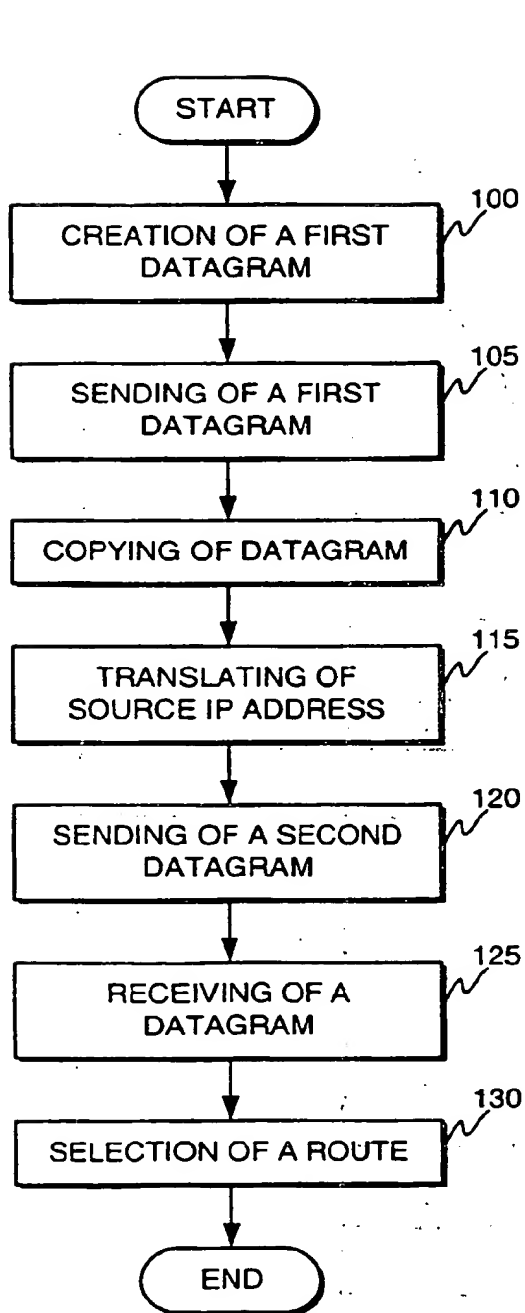 START
100
CREATION OF A FIRST
DATAGRAM
105
SENDING OF A FIRST
DATAGRAM
110
COPYING OF DATAGRAM
115
TRANSLATING OF
SOURCE IP ADDRESS
120
SENDING OF A SECOND
DATAGRAM
125
RECEIVING OF A
DATAGRAM
130
SELECTION OF A ROUTE
END